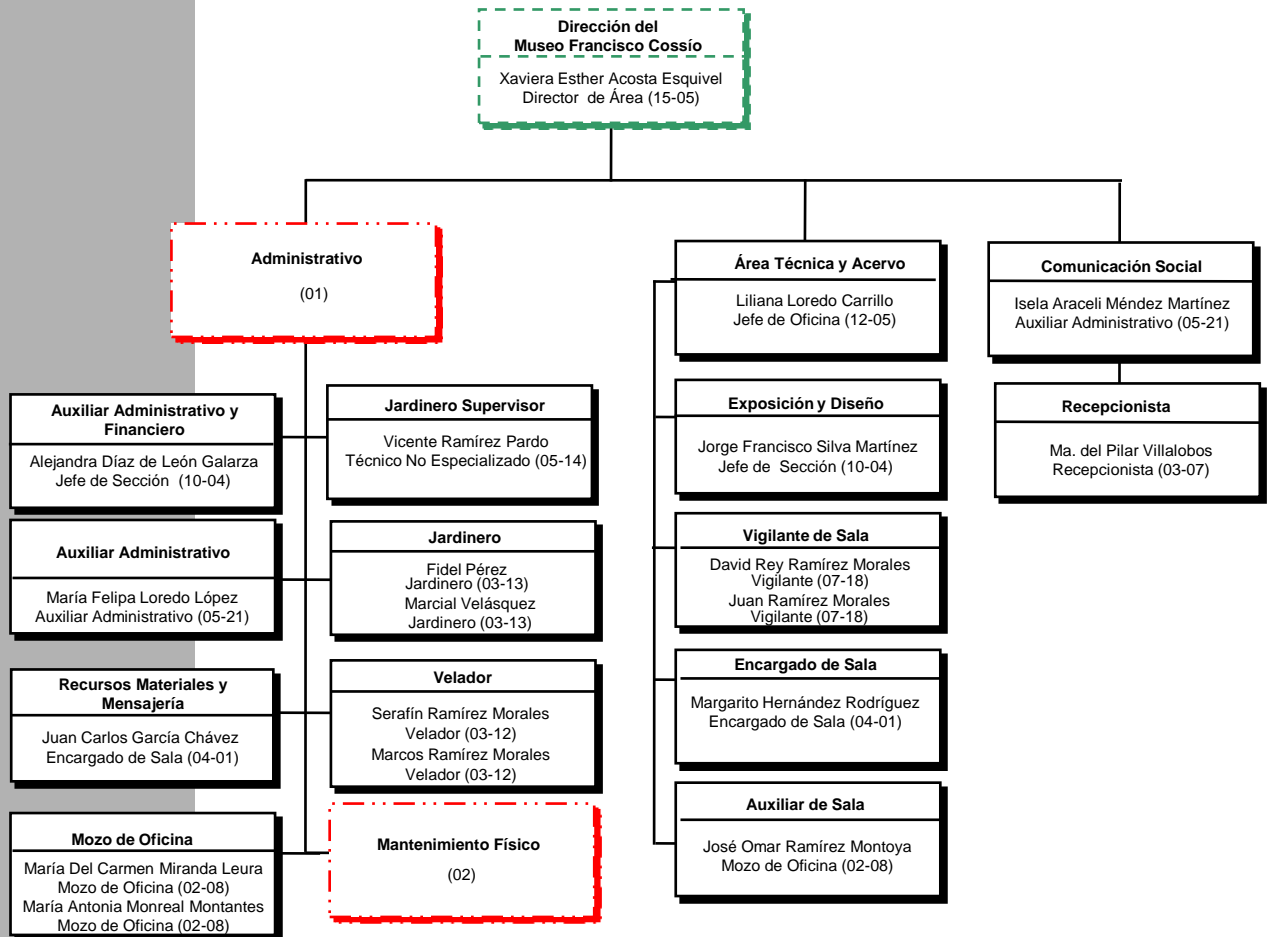 Dirección del
Museo Francisco Cossío
Xaviera Esther Acosta Esquivel
Director de Área (15-05)
Administrativo
(01)
Área Técnica y Acervo
Liliana Loredo Carrillo
Jefe de Oficina (12-05)
Comunicación Social
Isela Araceli Méndez Martínez
Auxiliar Administrativo (05-21)
Auxiliar Administrativo y
Financiero
Alejandra Díaz de León Galarza
Jefe de Sección (10-04)
Jardinero Supervisor
Vicente Ramírez Pardo
Técnico No Especializado (05-14)
Exposición y Diseño
Jorge Francisco Silva Martínez
Jefe de Sección (10-04)
Recepcionista
Ma. del Pilar Villalobos
Recepcionista (03-07)
Auxiliar Administrativo
María Felipa Loredo López
Auxiliar Administrativo (05-21)
Jardinero
Fidel Pérez
Jardinero (03-13)
Marcial Velásquez
Jardinero (03-13)
Vigilante de Sala
David Rey Ramírez Morales
Vigilante (07-18)
Juan Ramírez Morales
Vigilante (07-18)
Recursos Materiales y
Mensajería
Juan Carlos García Chávez
Encargado de Sala (04-01)
Velador
Serafín Ramírez Morales
Velador (03-12)
Marcos Ramírez Morales
Velador (03-12)
Encargado de Sala
Margarito Hernández Rodríguez
Encargado de Sala (04-01)
Mozo de Oficina
María Del Carmen Miranda Leura
Mozo de Oficina (02-08)
María Antonia Monreal Montantes
Mozo de Oficina (02-08)
Mantenimiento Físico
(02)
Auxiliar de Sala
José Omar Ramírez Montoya
Mozo de Oficina (02-08)